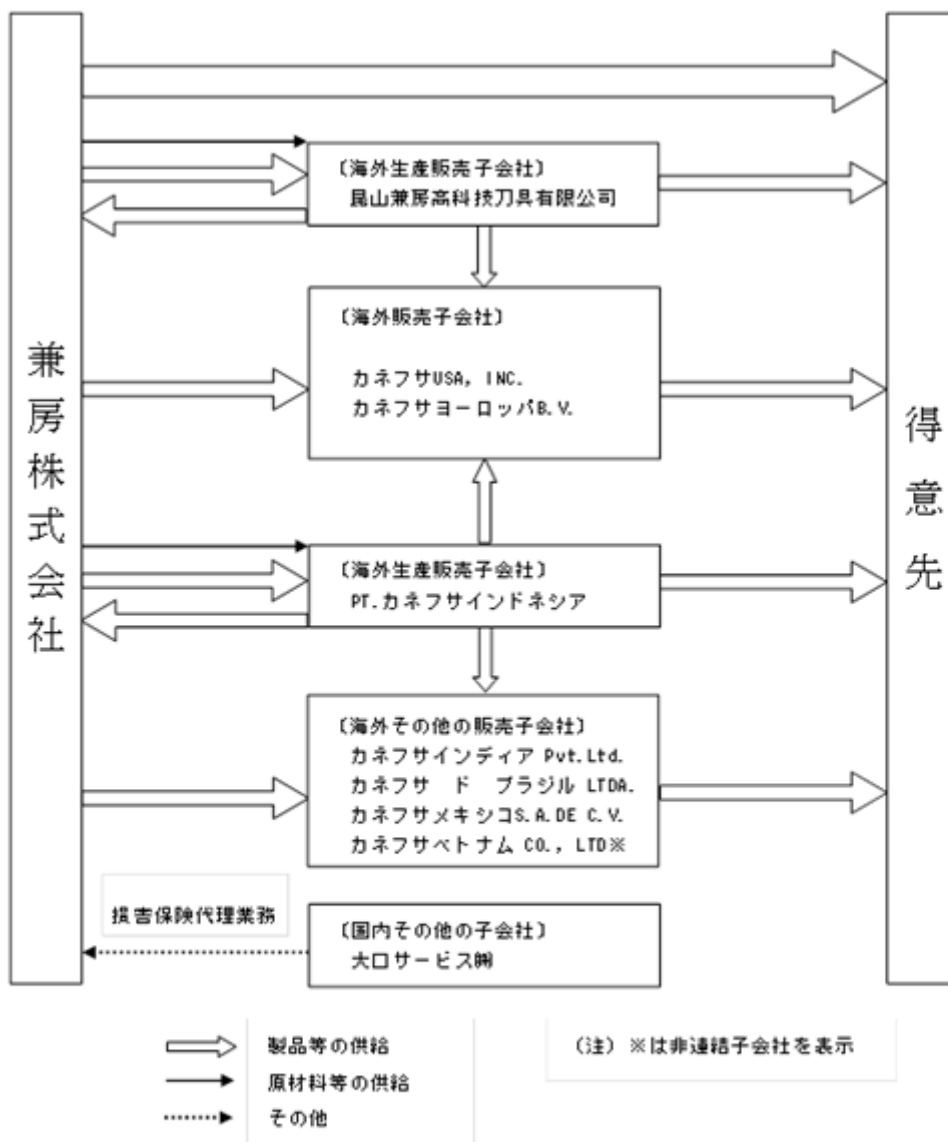 兼房株式会社
〔海外生産販売子会社〕
昆山兼房高科技刀具有限公司
〔海外販売子会社〕
カネフサUSA, INC.
カネフサヨーロッパB.V.
〔海外生産販売子会社〕
PT.カネフサインドネシア
〔海外その他の販売子会社〕
カネフサインディア Pvt.Ltd.
カネフサ ド ブラジル LTDA.
カネフサメキシコS.A.DE C.V.
カネフサベトナム CO., LTD※
損害保険代理業務
〔国内その他の子会社〕
大口サービス㈱
得意先
製品等の供給
原材料等の供給
その他
(注) ※は非連結子会社を表示